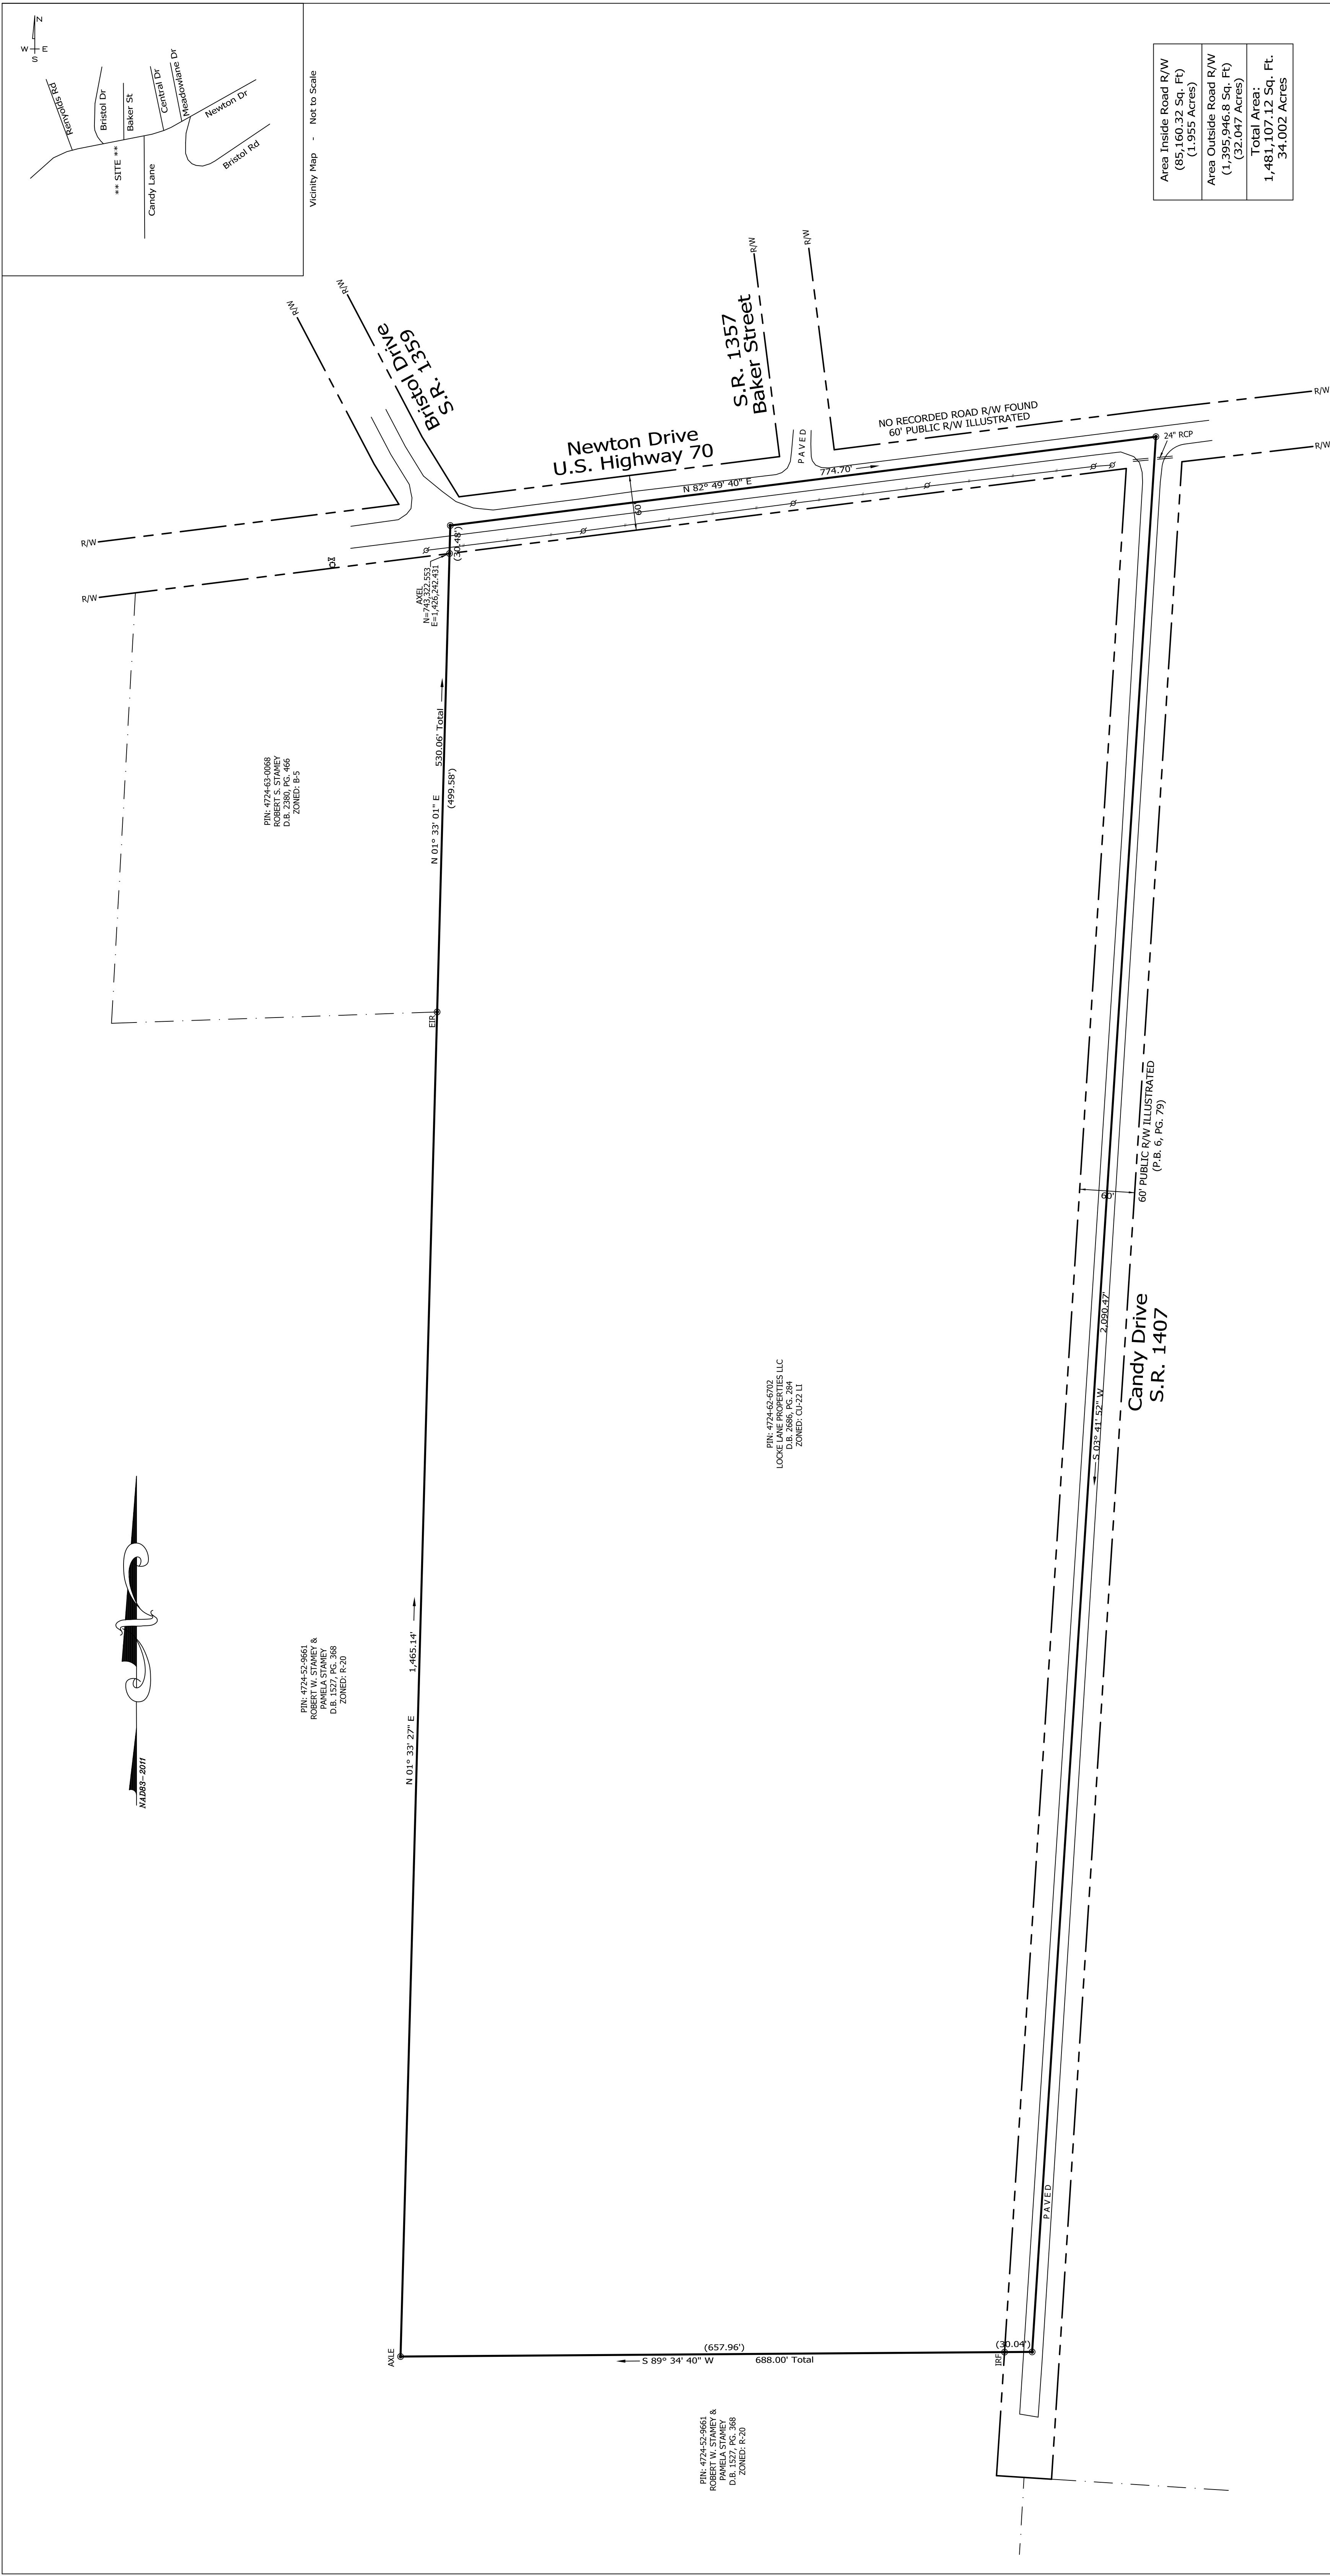 N
W
E
S
Renyolds Rd
Bristol Dr
Baker St
Central Dr
Meadowlane Dr
Newton Dr
Bristol Rd
** SITE **
Candy Lane
Vicinity Map - Not to Scale
Area Inside Road R/W
(85,160.32 Sq. Ft)
(1.955 Acres)
Area Outside Road R/W
(1,395,946.8 Sq. Ft)
(32.047 Acres)
Total Area:
1,481,107.12 Sq. Ft.
34.002 Acres
R/W
R/W
R/W
R/W
Bristol Drive
S.R. 1359
S.R. 1357
Baker Street
Newton Drive
U.S. Highway 70
PAVED
NO RECORDED ROAD R/W FOUND
60' PUBLIC R/W ILLUSTRATED
R/W
R/W
24" RCP
N 82° 49' 40" E
774.70'
60'
R/W
R/W
(30.48')
AXEL
N=743,322.553
E=1,426,242.431
PIN: 4724-63-0068
ROBERT S. STAMEY
D.B. 2380, PG. 466
ZONED: B-5
N 01° 33' 01" E
530.06' Total
(499.58')
EIR
60' PUBLIC R/W ILLUSTRATED
(P.B. 6, PG. 79)
60'
Candy Drive
S.R. 1407
S 03° 41' 52" W
2,090.47'
PIN: 4724-62-6702
LOCKE LANE PROPERTIES LLC
D.B. 2686, PG. 284
ZONED: CU-22 LI
NAD83-2011
PIN: 4724-52-9661
ROBERT W. STAMEY &
PAMELA STAMEY
D.B. 1527, PG. 368
ZONED: R-20
N 01° 33' 27" E
1,465.14'
PAVED
AXLE
(657.96')
S 89° 34' 40" W
688.00' Total
(30.04')
IRF
PIN: 4724-52-9661
ROBERT W. STAMEY &
PAMELA STAMEY
D.B. 1527, PG. 368
ZONED: R-20